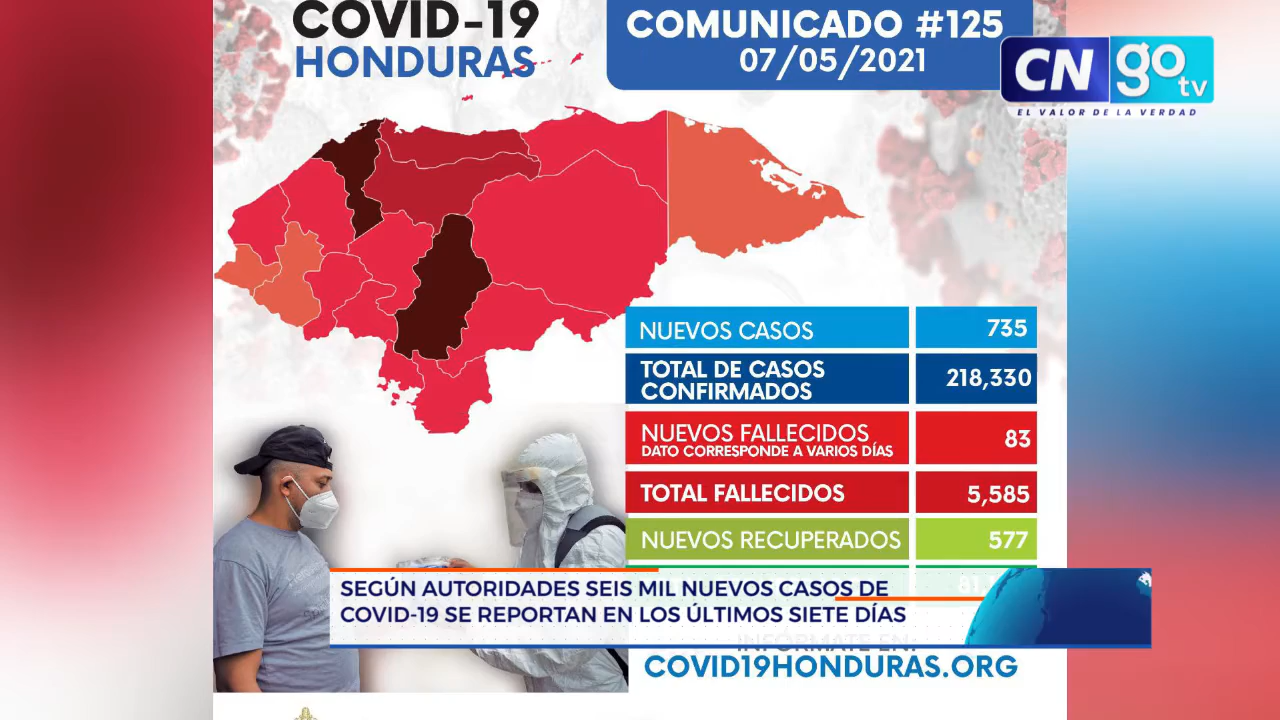 COVID-19
HONDURAS
COMUNICADO #125
07/05/2021
CN go tv
EL VALOR DE LA VERDAD
NUEVOS CASOS 735
TOTAL DE CASOS
CONFIRMADOS 218,330
NUEVOS FALLECIDOS 83
DATO CORRESPONDE A VARIOS DÍAS
TOTAL FALLECIDOS 5,585
NUEVOS RECUPERADOS 577
SEGÚN AUTORIDADES SEIS MIL NUEVOS CASOS DE
COVID-19 SE REPORTAN EN LOS ÚLTIMOS SIETE DÍAS
INFÓRMATE EN:
COVID19HONDURAS.ORG